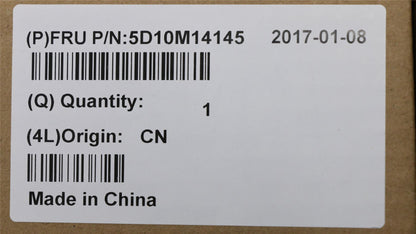 (P)FRU P/N:5D10M14145 2017-01-08
(Q) Quantity: 1
(4L)Origin: CN
Made in China